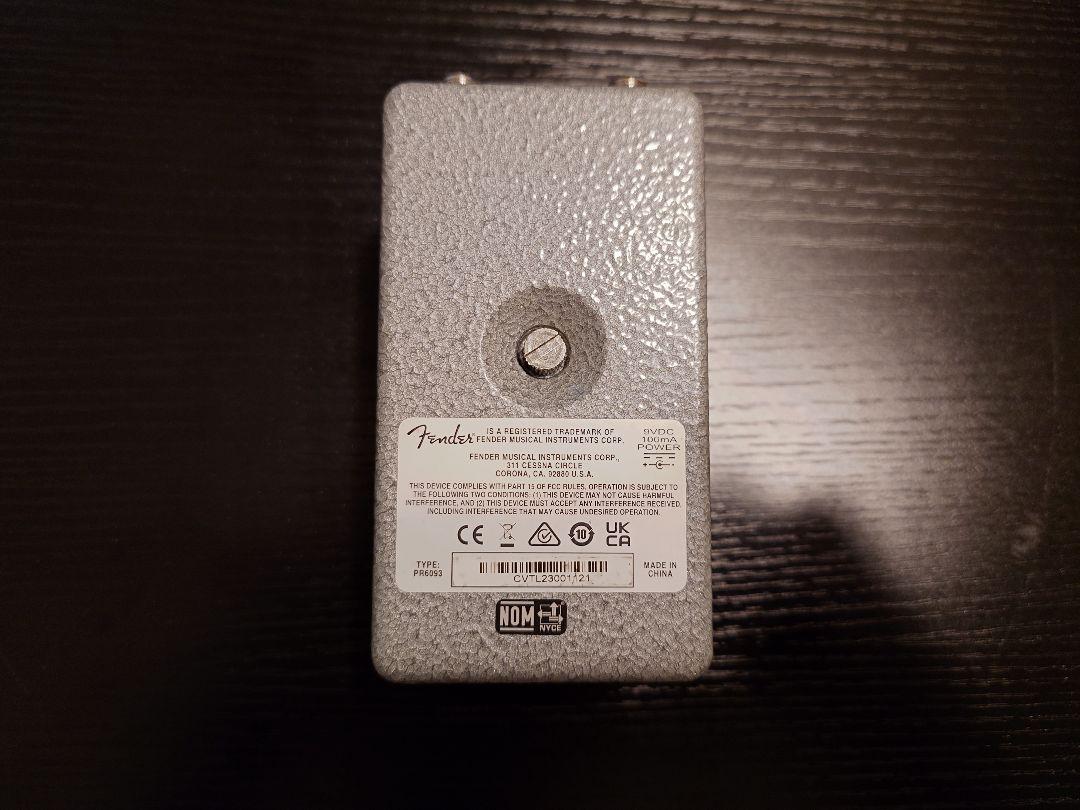 Fender IS A REGISTERED TRADEMARK OF
FENDER MUSICAL INSTRUMENTS CORP.
9VDC
100mA
POWER
FENDER MUSICAL INSTRUMENTS CORP.,
311 CESSNA CIRCLE
CORONA, CA. 92880 U.S.A.
THIS DEVICE COMPLIES WITH PART 15 OF FCC RULES. OPERATION IS SUBJECT TO
THE FOLLOWING TWO CONDITIONS: (1) THIS DEVICE MAY NOT CAUSE HARMFUL
INTERFERENCE, AND (2) THIS DEVICE MUST ACCEPT ANY INTERFERENCE RECEIVED,
INCLUDING INTERFERENCE THAT MAY CAUSE UNDESIRED OPERATION.
CE 10 UK
CA
TYPE:
PR6093
CVTL23001121
MADE IN
CHINA
NOM NYCE